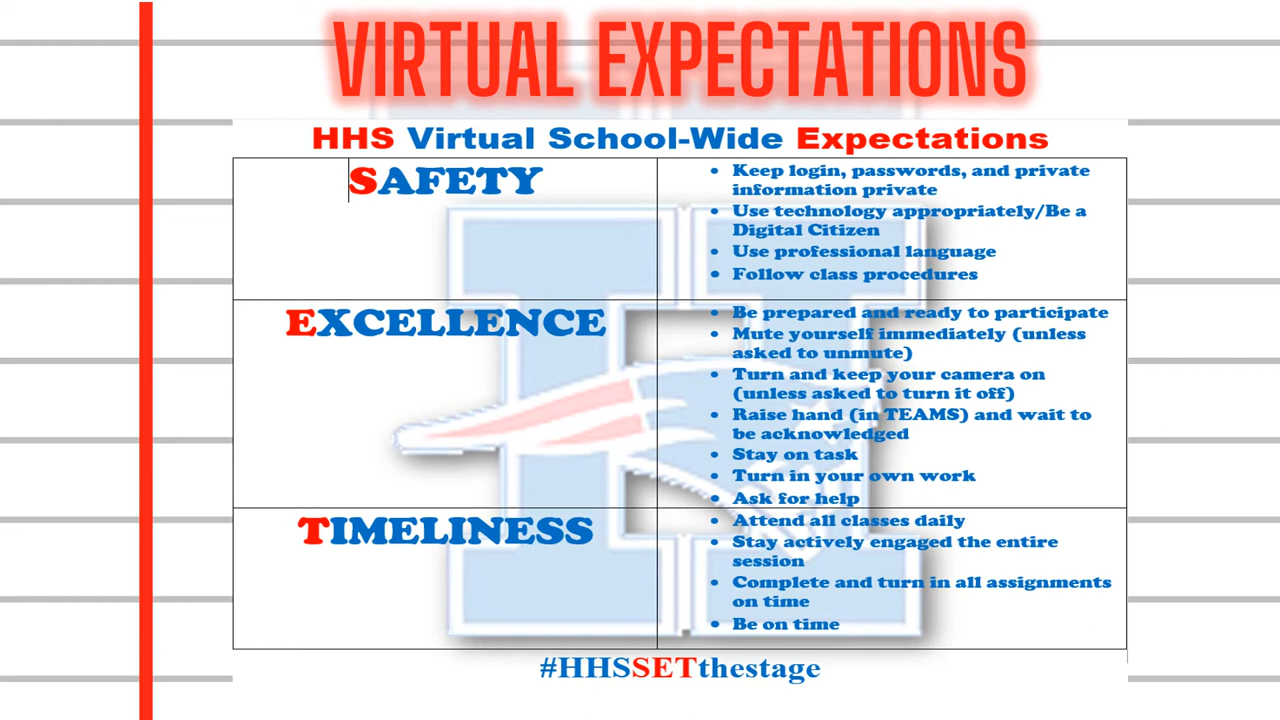 VIRTUAL EXPECTATIONS
HHS Virtual School-Wide Expectations
SAFETY
• Keep login, passwords, and private
information private
• Use technology appropriately/Be a
Digital Citizen
• Use professional language
• Follow class procedures
EXCELLENCE
• Be prepared and ready to participate
• Mute yourself immediately (unless
asked to unmute)
• Turn and keep your camera on
(unless asked to turn it off)
• Raise hand (in TEAMS) and wait to
be acknowledged
• Stay on task
• Turn in your own work
• Ask for help
TIMELINESS
• Attend all classes daily
• Stay actively engaged the entire
session
• Complete and turn in all assignments
on time
• Be on time
#HHSSETthestage